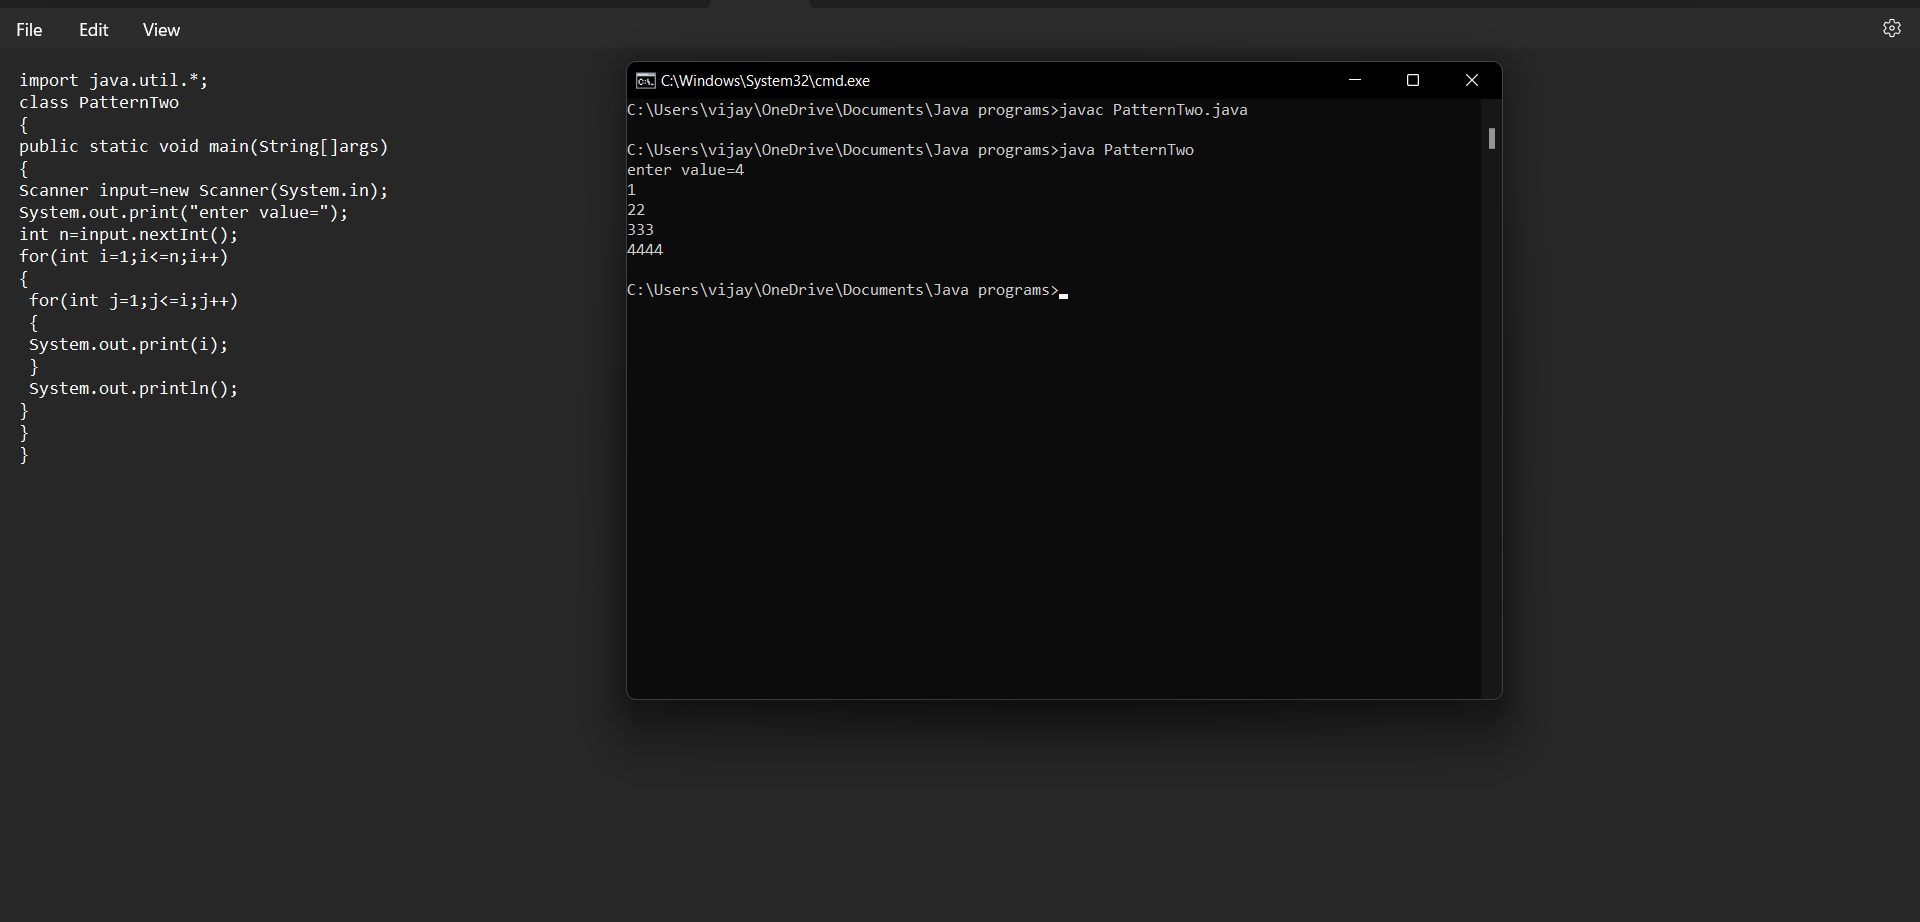 File Edit View
import java.util.*;
class PatternTwo
{
public static void main(String[]args)
{
Scanner input=new Scanner(System.in);
System.out.print("enter value=");
int n=input.nextInt();
for(int i=1;i<=n;i++)
{
 for(int j=1;j<=i;j++)
 {
 System.out.print(i);
 }
 System.out.println();
}
}
}
C:\Windows\System32\cmd.exe
C:\Users\vijay\OneDrive\Documents\Java programs>javac PatternTwo.java
C:\Users\vijay\OneDrive\Documents\Java programs>java PatternTwo
enter value=4
1
22
333
4444
C:\Users\vijay\OneDrive\Documents\Java programs>